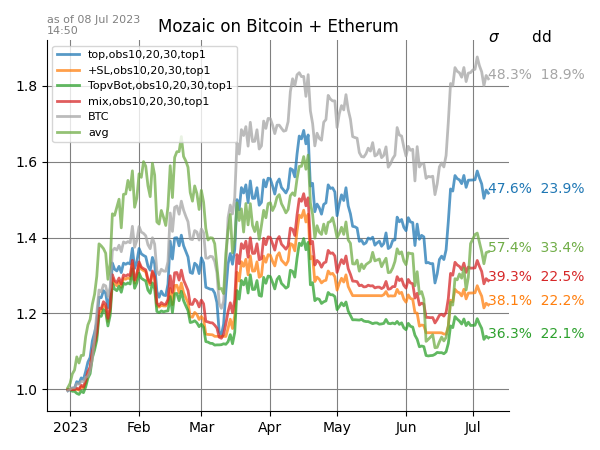 as of 08 Jul 2023
14:50
Mozaic on Bitcoin + Etherum
σ dd
top,obs10,20,30,top1
+SL,obs10,20,30,top1
TopvBot,obs10,20,30,top1
mix,obs10,20,30,top1
BTC
avg
48.3% 18.9%
47.6% 23.9%
57.4% 33.4%
39.3% 22.5%
38.1% 22.2%
36.3% 22.1%
1.8
1.6
1.4
1.2
1.0
2023 Feb Mar Apr May Jun Jul